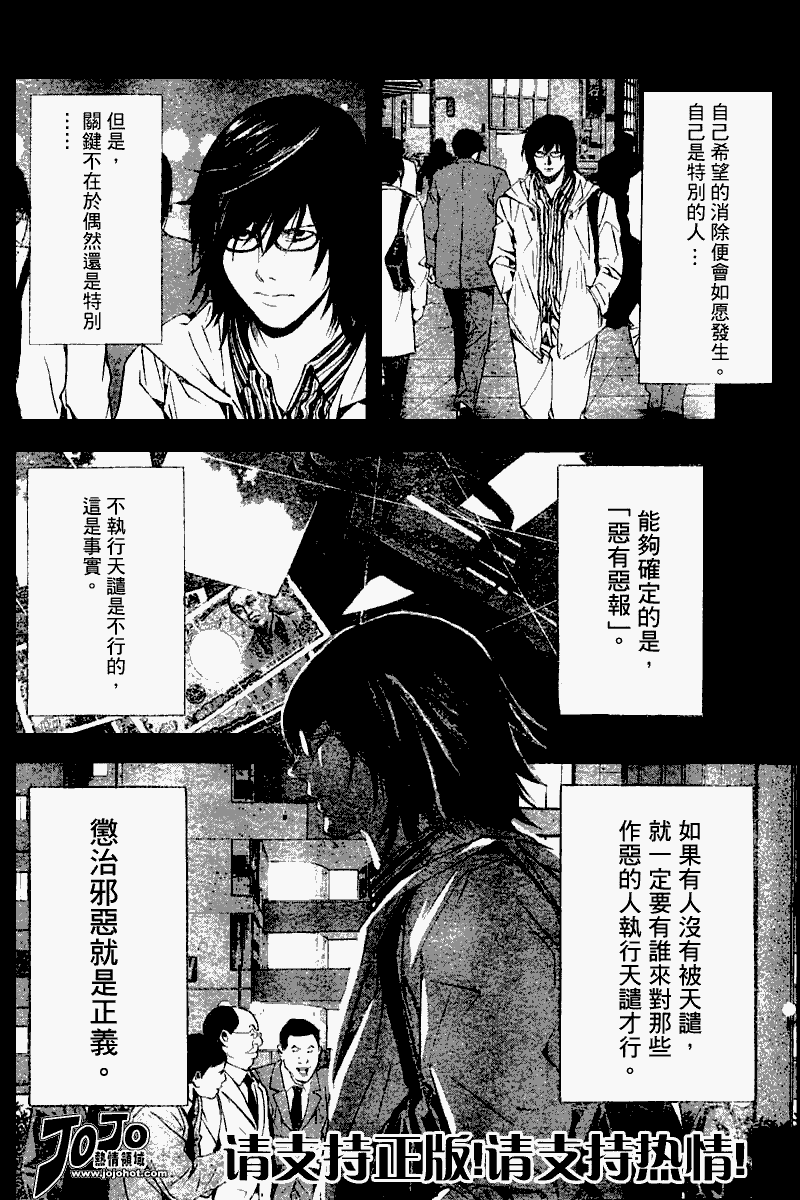 自己希望的消除便會如愿發生。
自己是特別的人…
但是，
關鍵不在於偶然還是特別
……
能夠確定的是，
「惡有惡報」。
不執行天譴是不行的，
這是事實。
如果有人沒有被天譴，
就一定要有誰來對那些
作惡的人執行天譴才行。
懲治邪惡就是正義。
JOJO
熱情領域
www.jojohot.com
请支持正版!请支持热情!